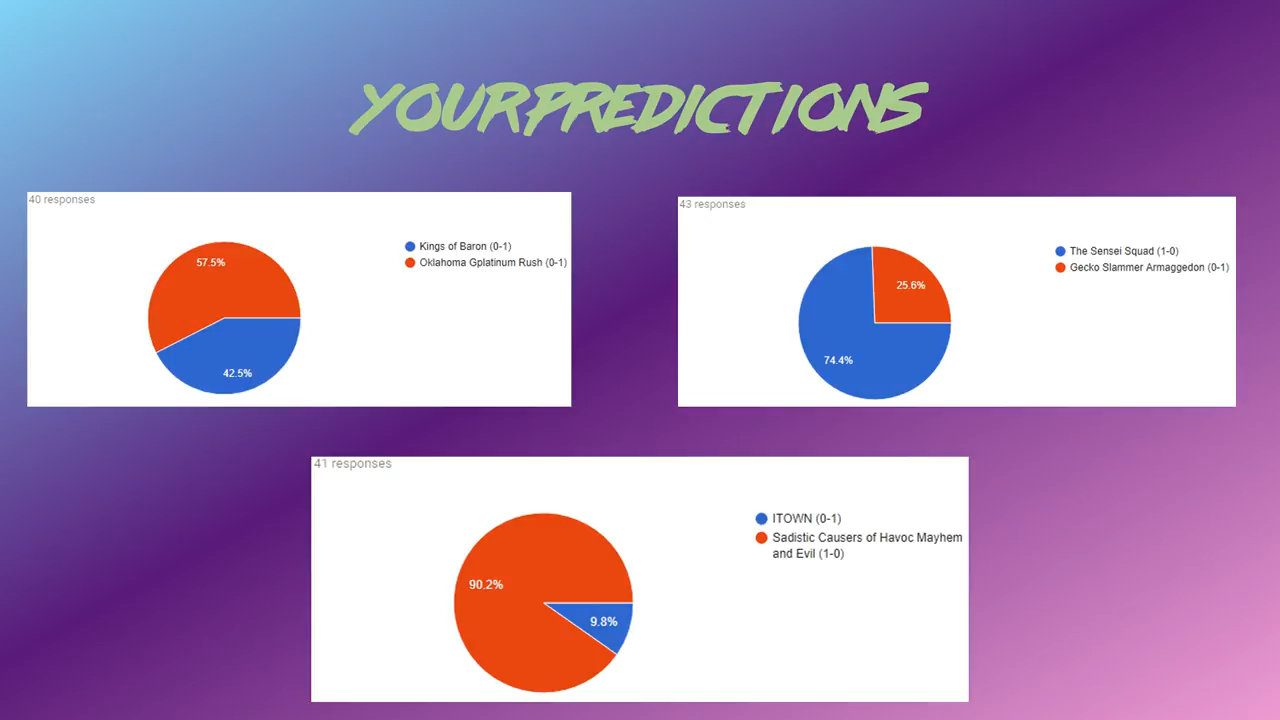 YOUR PREDICTIONS
40 responses
57.5%
42.5%
Kings of Baron (0-1)
Oklahoma Gplatinum Rush (0-1)
43 responses
25.6%
74.4%
The Sensei Squad (1-0)
Gecko Slammer Armaggedon (0-1)
41 responses
90.2%
9.8%
ITOWN (0-1)
Sadistic Causers of Havoc Mayhem
and Evil (1-0)